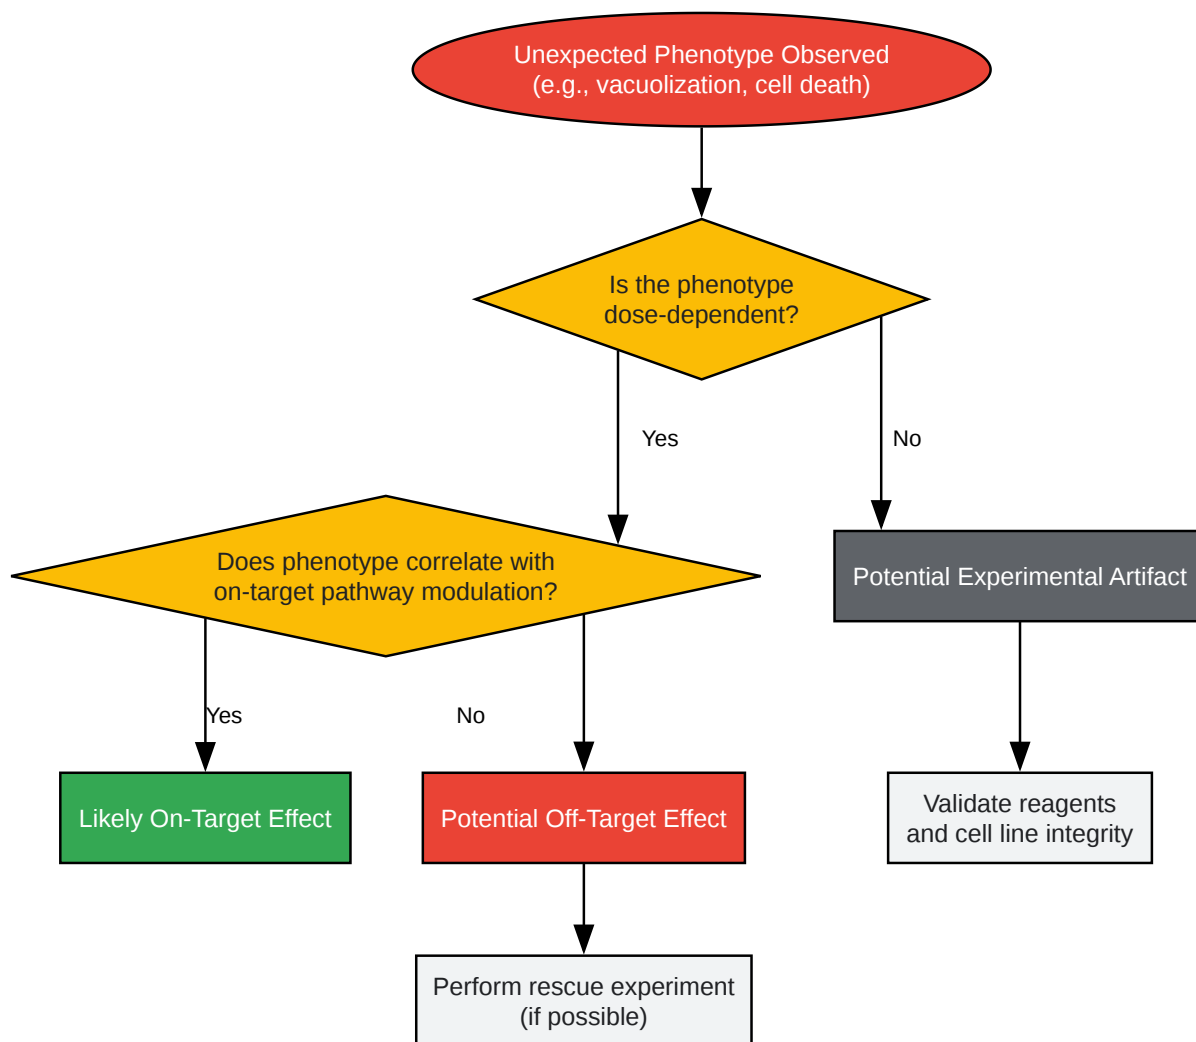 Unexpected Phenotype Observed
(e.g., vacuolization, cell death)
Is the phenotype
dose-dependent?
Yes
No
Does phenotype correlate with
on-target pathway modulation?
Potential Experimental Artifact
Yes
No
Likely On-Target Effect
Potential Off-Target Effect
Validate reagents
and cell line integrity
Perform rescue experiment
(if possible)